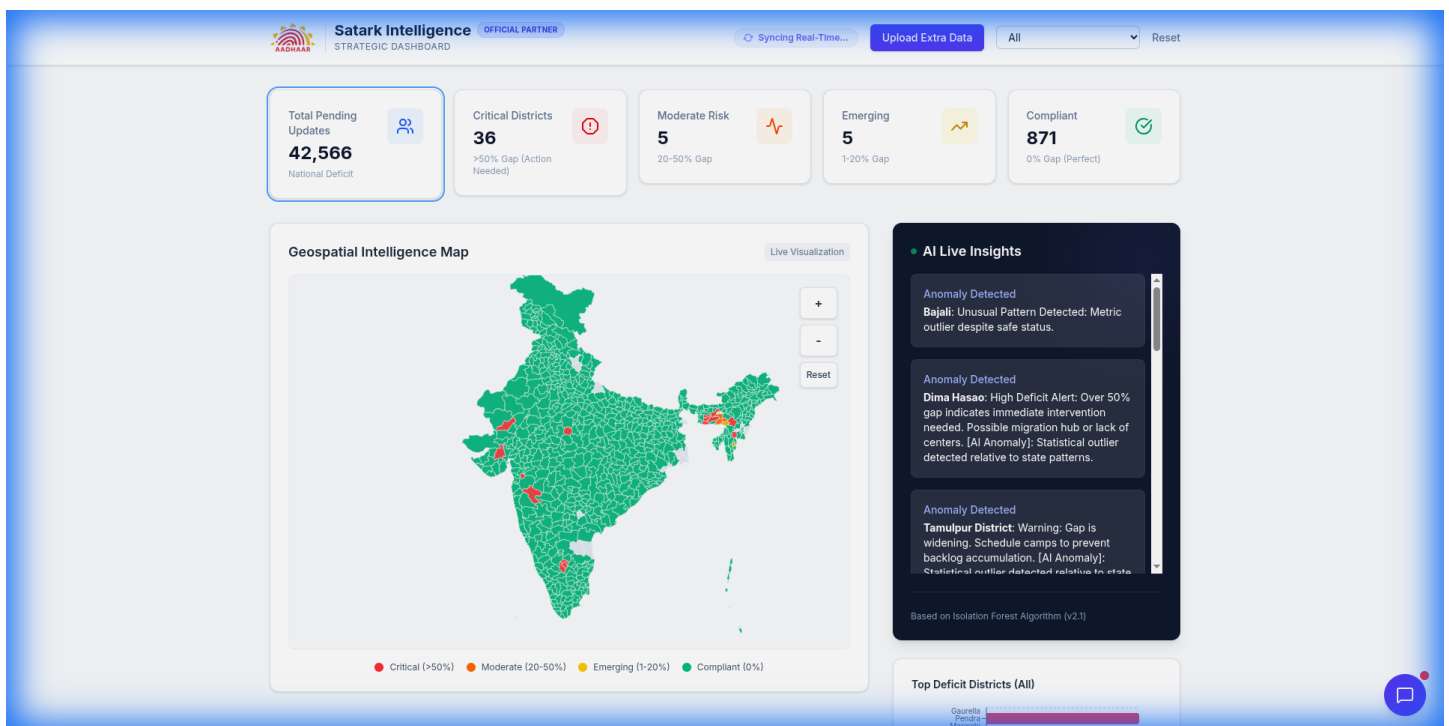 AADHAAR
Satark Intelligence
OFFICIAL PARTNER
STRATEGIC DASHBOARD
Syncing Real-Time...
Upload Extra Data
All
Reset
Total Pending
Updates
42,566
National Deficit
Critical Districts
36
>50% Gap (Action
Needed)
Moderate Risk
5
20-50% Gap
Emerging
5
1-20% Gap
Compliant
871
0% Gap (Perfect)
Geospatial Intelligence Map
Live Visualization
+
-
Reset
Critical (>50%)
Moderate (20-50%)
Emerging (1-20%)
Compliant (0%)
AI Live Insights
Anomaly Detected
Bajali: Unusual Pattern Detected: Metric
outlier despite safe status.
Anomaly Detected
Dima Hasao: High Deficit Alert: Over 50%
gap indicates immediate intervention
needed. Possible migration hub or lack of
centers. [AI Anomaly]: Statistical outlier
detected relative to state patterns.
Anomaly Detected
Tamulpur District: Warning: Gap is
widening. Schedule camps to prevent
backlog accumulation. [AI Anomaly]:
Statistical outlier detected relative to state
Based on Isolation Forest Algorithm (v2.1)
Top Deficit Districts (All)
Gaurella
Pendra